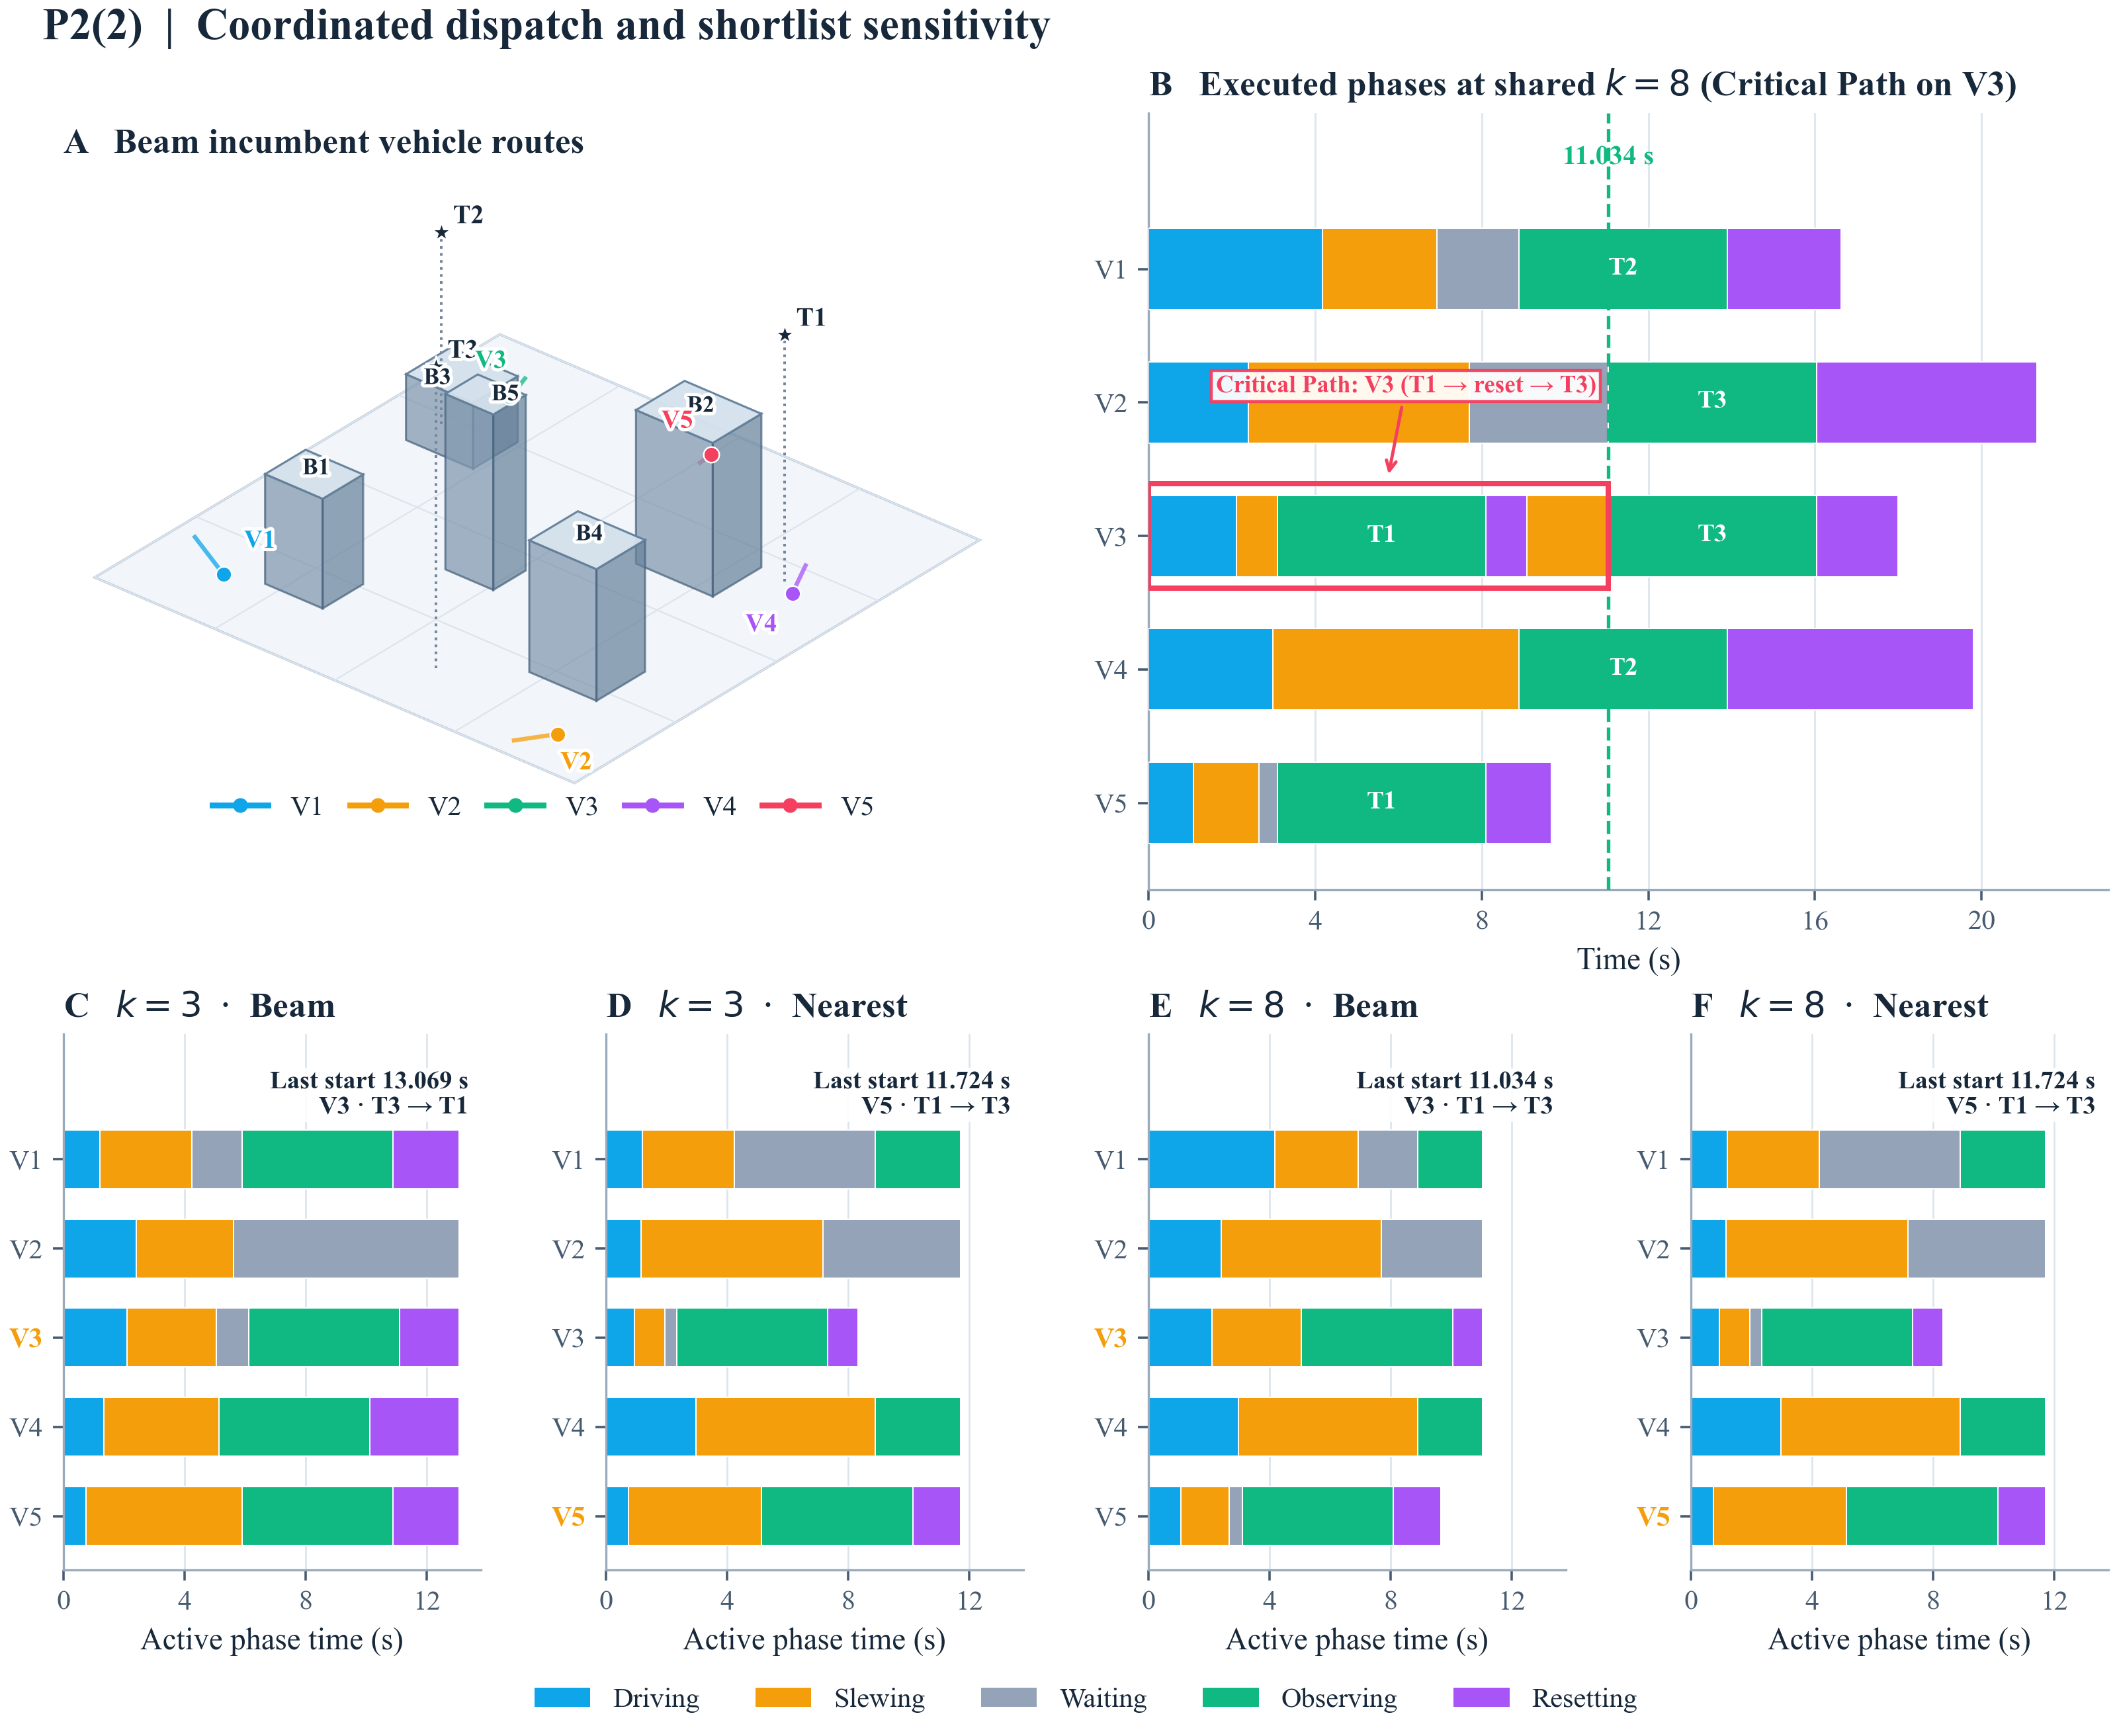 P2(2) | Coordinated dispatch and shortlist sensitivity
A Beam incumbent vehicle routes
T2
T1
T3
V3
B3
B5
B2
V5
B1
B4
V1
V4
V2
V1 V2 V3 V4 V5
B Executed phases at shared k = 8 (Critical Path on V3)
11.034 s
V1
T2
V2
Critical Path: V3 (T1 → reset → T3)
T3
V3
T1
T3
V4
T2
V5
T1
0 4 8 12 16 20
Time (s)
C k = 3 · Beam
Last start 13.069 s
V3 · T3 → T1
V1
V2
V3
V4
V5
0 4 8 12
Active phase time (s)
D k = 3 · Nearest
Last start 11.724 s
V5 · T1 → T3
V1
V2
V3
V4
V5
0 4 8 12
Active phase time (s)
E k = 8 · Beam
Last start 11.034 s
V3 · T1 → T3
V1
V2
V3
V4
V5
0 4 8 12
Active phase time (s)
F k = 8 · Nearest
Last start 11.724 s
V5 · T1 → T3
V1
V2
V3
V4
V5
0 4 8 12
Active phase time (s)
Driving Slewing Waiting Observing Resetting